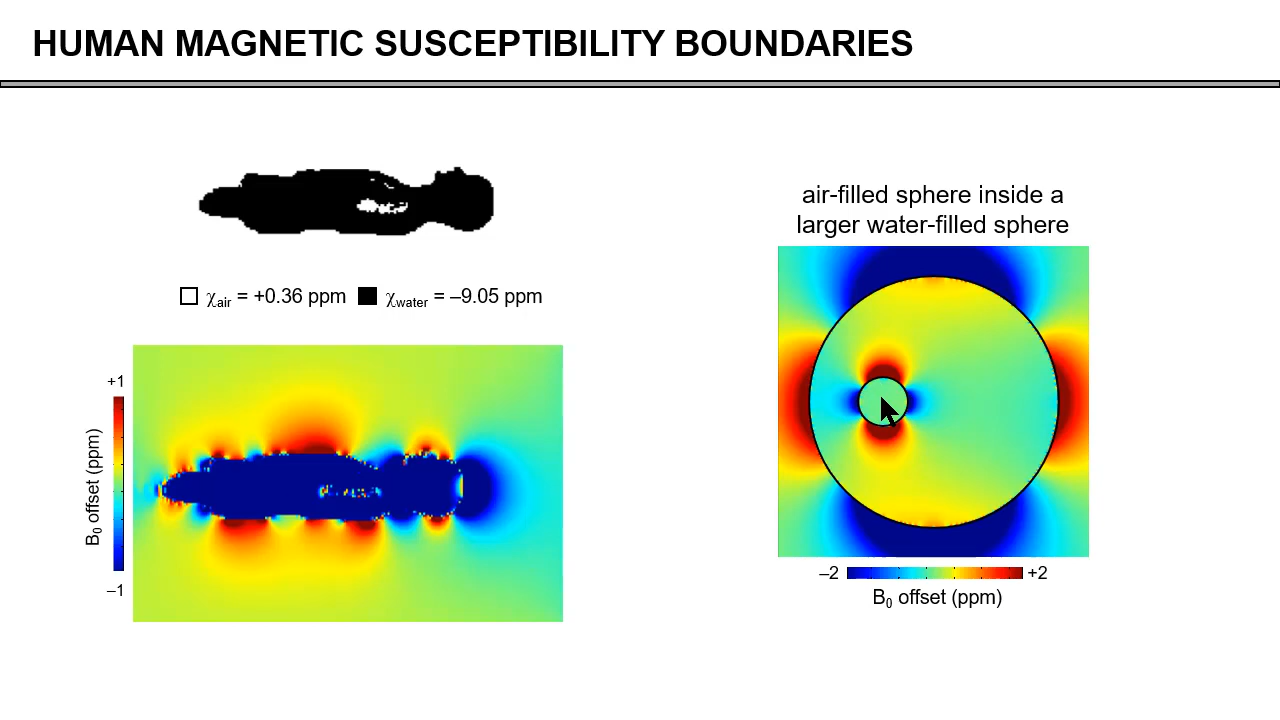 HUMAN MAGNETIC SUSCEPTIBILITY BOUNDARIES
χair = +0.36 ppm χwater = –9.05 ppm
+1
B0 offset (ppm)
–1
air-filled sphere inside a
larger water-filled sphere
–2 +2
B0 offset (ppm)